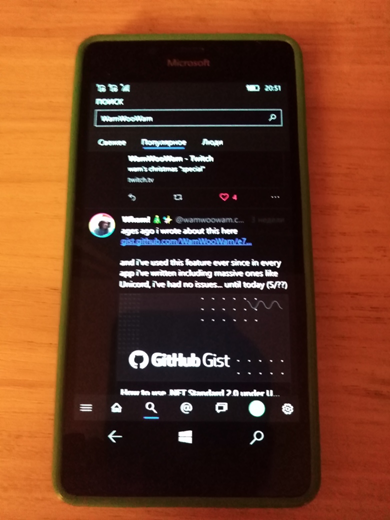 Microsoft
20:51
ПОИСК
WamWooWam
Свежее Популярное Люди
WamWooWam - Twitch
wam's christmas "special"
twitch.tv
4
Wham! @wamwoowam.c...
ages ago i wrote about this here
gist.github.com/WamWooWam/e7...
and i've used this feature ever since in every
app i've written including massive ones like
Unicord, i've had no issues... until today (5/??)
GitHub Gist
How to use .NET Standard 2.0 under U...